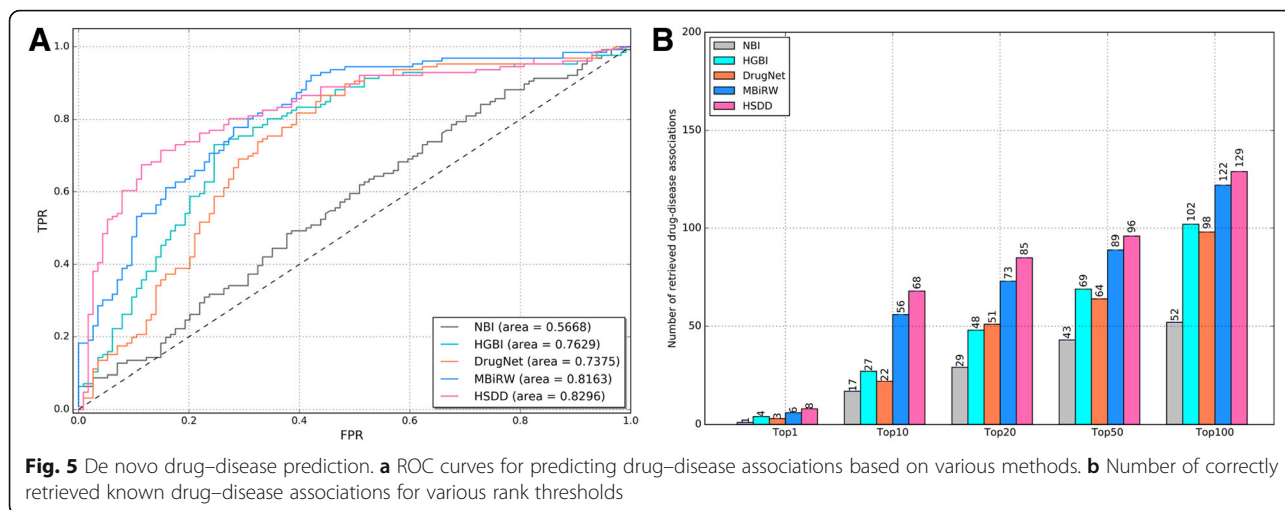 A
1.0
0.8
0.6
0.4
0.2
0.0
TPR
0.0 0.2 0.4 0.6 0.8 1.0
FPR
NBI (area = 0.5668)
HGBI (area = 0.7629)
DrugNet (area = 0.7375)
MBiRW (area = 0.8163)
HSDD (area = 0.8296)
B
200
150
100
50
0
Number of retrieved drug-disease associations
NBI
HGBI
DrugNet
MBiRW
HSDD
1 4 3 6 8
17 27 22 56 68
29 48 51 73 85
43 69 64 89 96
52 102 98 122 129
Top1 Top10 Top20 Top50 Top100
Fig. 5 De novo drug–disease prediction. a ROC curves for predicting drug–disease associations based on various methods. b Number of correctly
retrieved known drug–disease associations for various rank thresholds